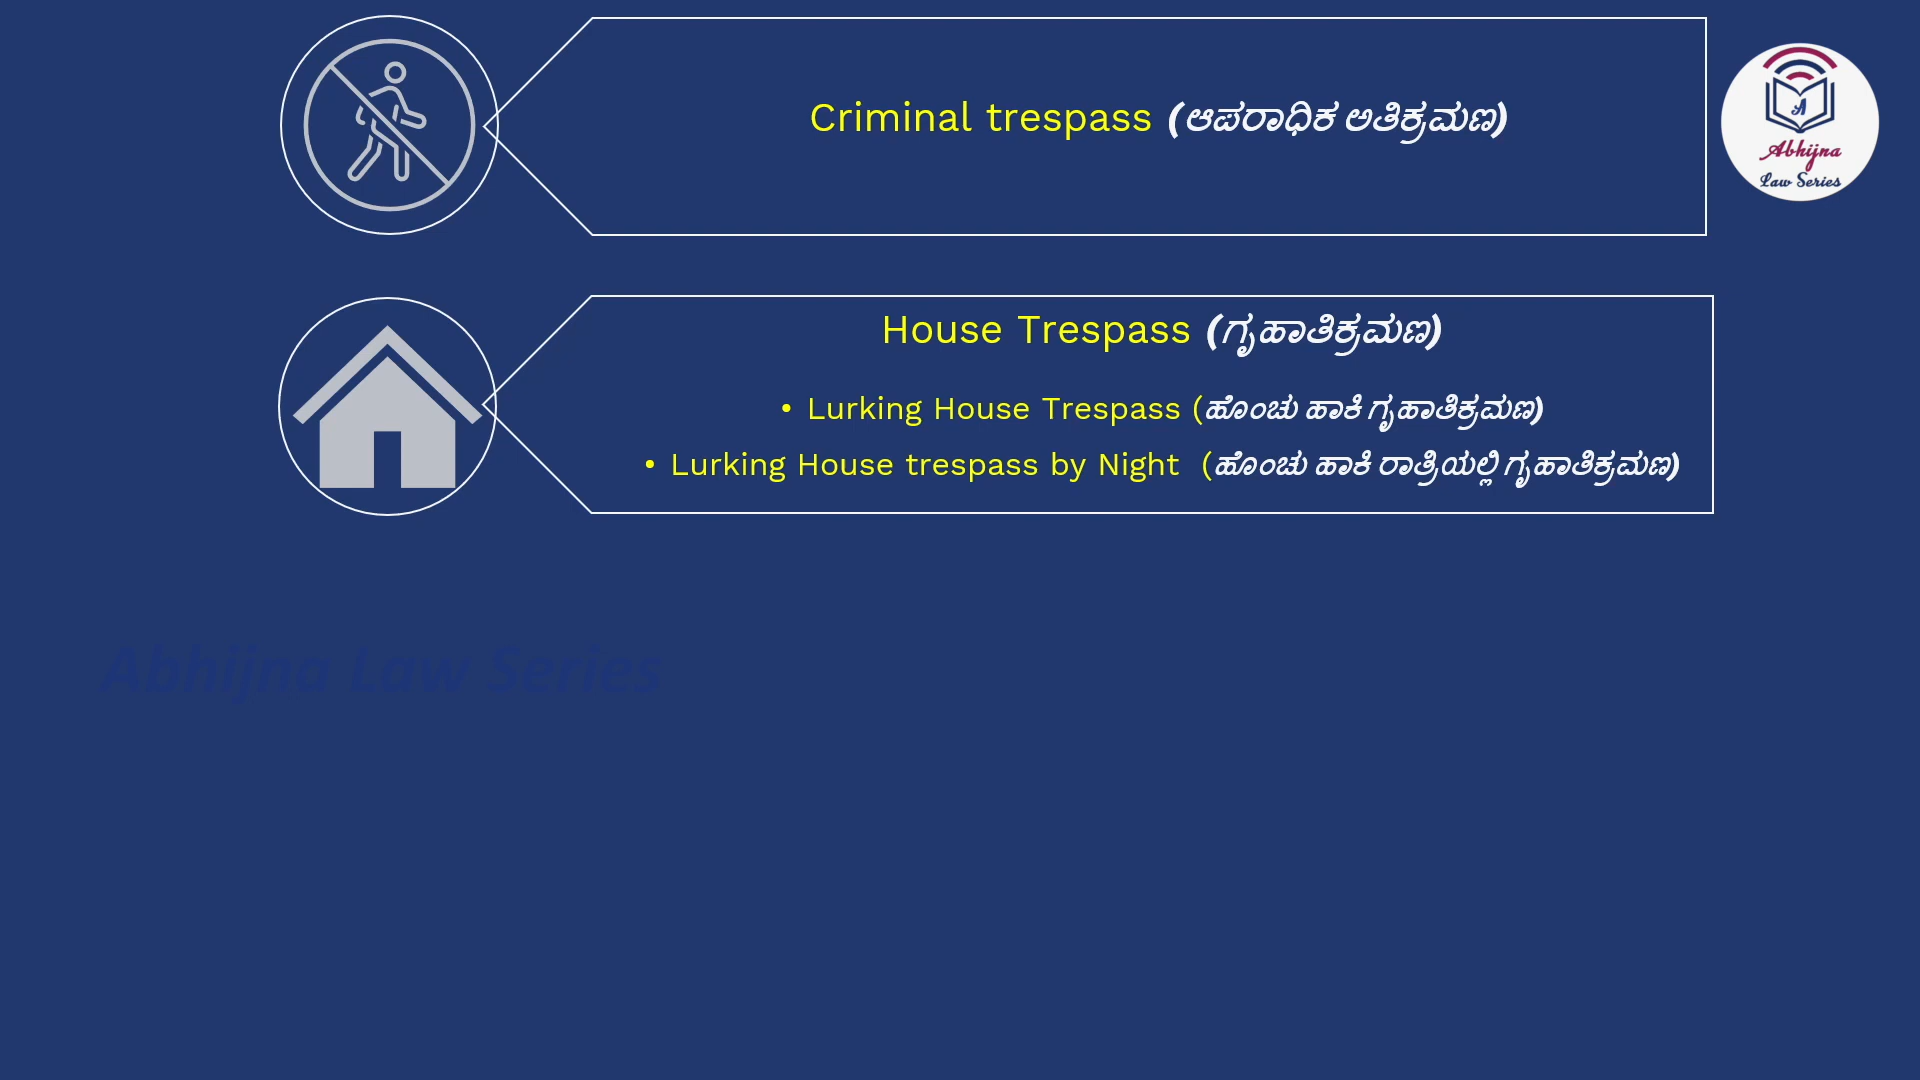 Criminal trespass (ಆಪರಾಧಿಕ ಅತಿಕ್ರಮಣ)
A
Abhijna
Law Series
House Trespass (ಗೃಹಾತಿಕ್ರಮಣ)
• Lurking House Trespass (ಹೊಂಚು ಹಾಕಿ ಗೃಹಾತಿಕ್ರಮಣ)
• Lurking House trespass by Night (ಹೊಂಚು ಹಾಕಿ ರಾತ್ರಿಯಲ್ಲಿ ಗೃಹಾತಿಕ್ರಮಣ)
Abhijna Law Series